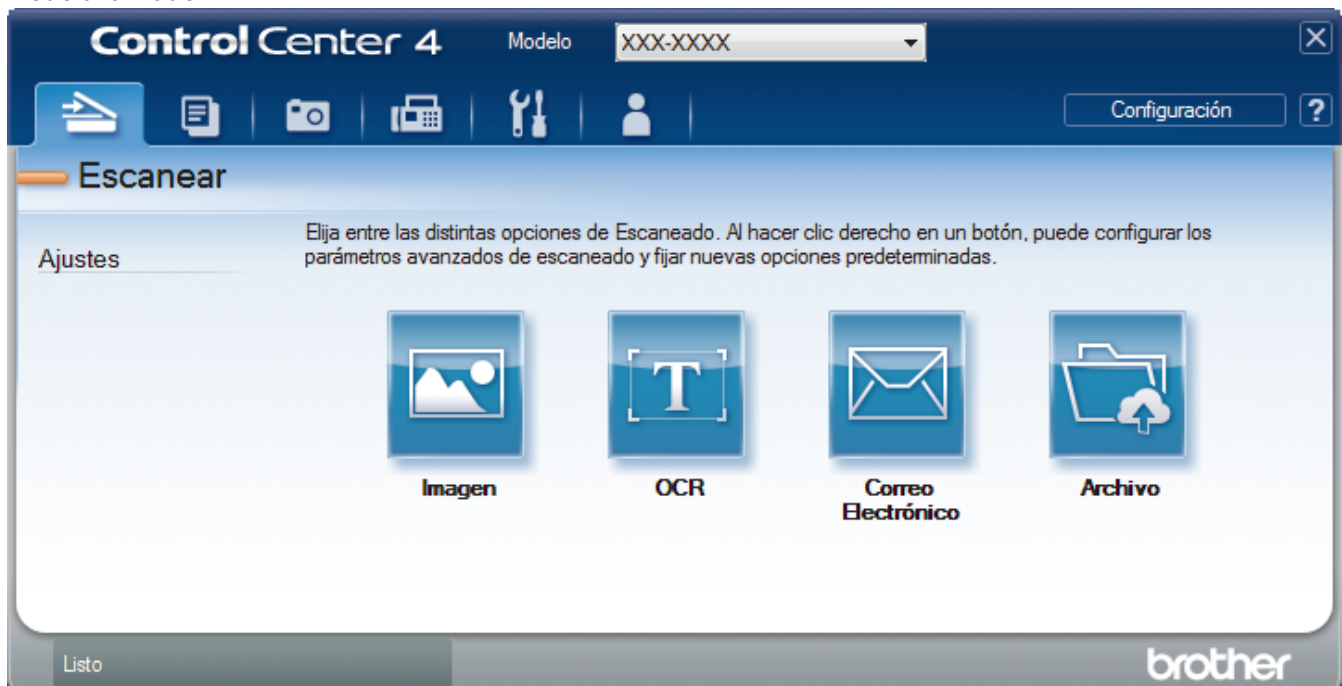 Control Center 4
Modelo
XXX-XXXX
Configuración
?
Escanear
Ajustes
Elija entre las distintas opciones de Escaneado. Al hacer clic derecho en un botón, puede configurar los
parámetros avanzados de escaneado y fijar nuevas opciones predeterminadas.
T
Imagen
OCR
Correo
Electrónico
Archivo
Listo
brother